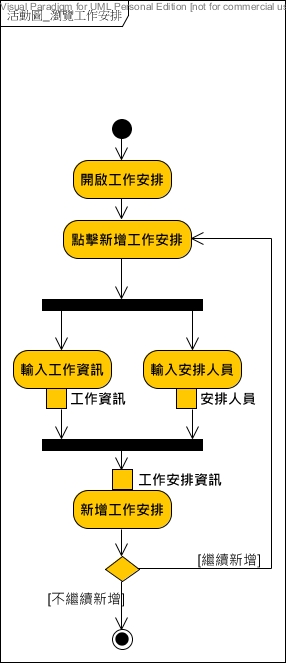 Visual Paradigm for UML Personal Edition [not for commercial us
活動圖_瀏覽工作安排
開啟工作安排
點擊新增工作安排
輸入工作資訊
輸入安排人員
工作資訊
安排人員
工作安排資訊
新增工作安排
[繼續新增]
[不繼續新增]